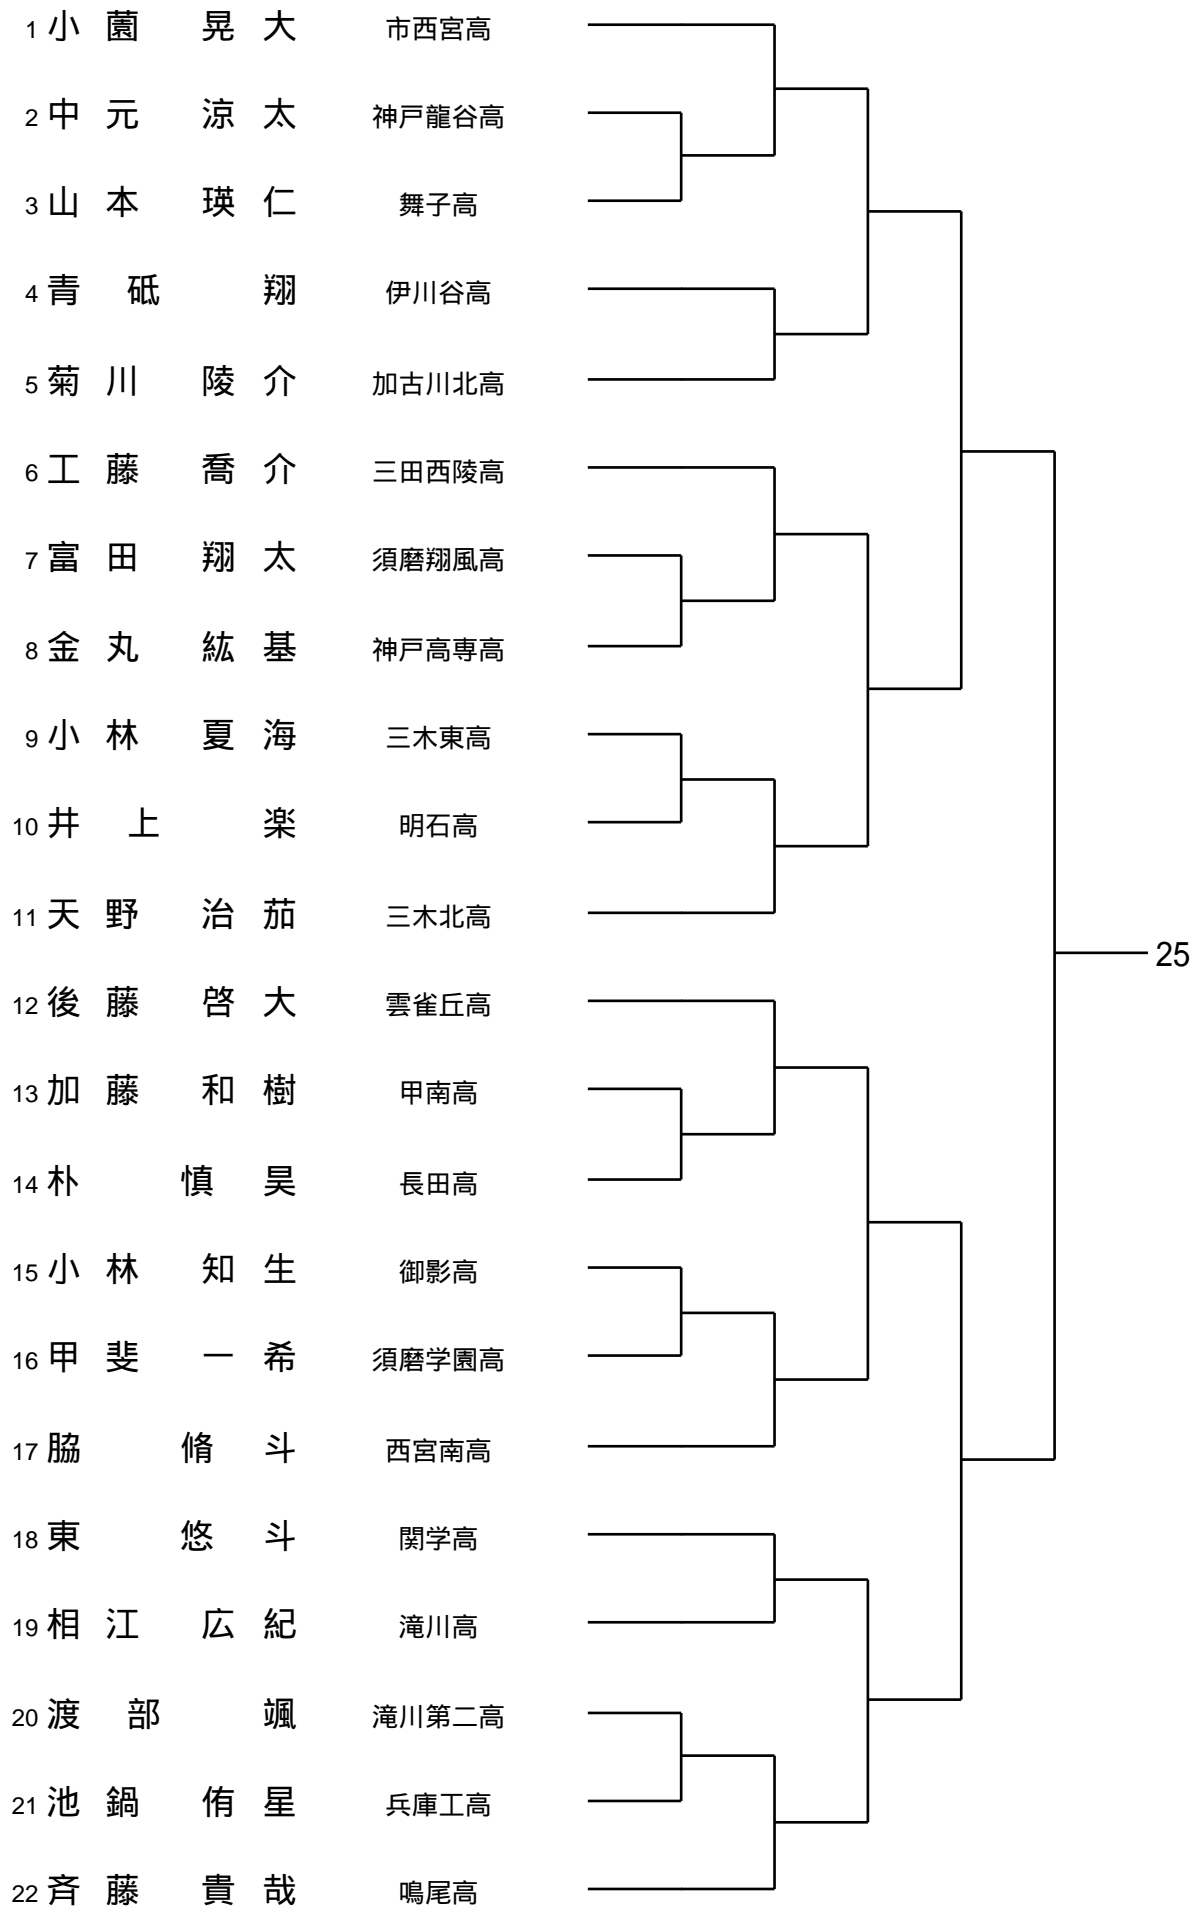 1 小薗 晃大 市西宮高
2 中元 涼太 神戸龍谷高
3 山本 瑛仁 舞子高
4 青砥 翔 伊川谷高
5 菊川 陵介 加古川北高
6 工藤 喬介 三田西陵高
7 富田 翔太 須磨翔風高
8 金丸 紘基 神戸高専高
9 小林 夏海 三木東高
10 井上 楽 明石高
11 天野 治茄 三木北高
25
12 後藤 啓大 雲雀丘高
13 加藤 和樹 甲南高
14 朴 慎昊 長田高
15 小林 知生 御影高
16 甲斐 一希 須磨学園高
17 脇 脩斗 西宮南高
18 東 悠斗 関学高
19 相江 広紀 滝川高
20 渡部 颯 滝川第二高
21 池鍋 侑星 兵庫工高
22 斉藤 貴哉 鳴尾高